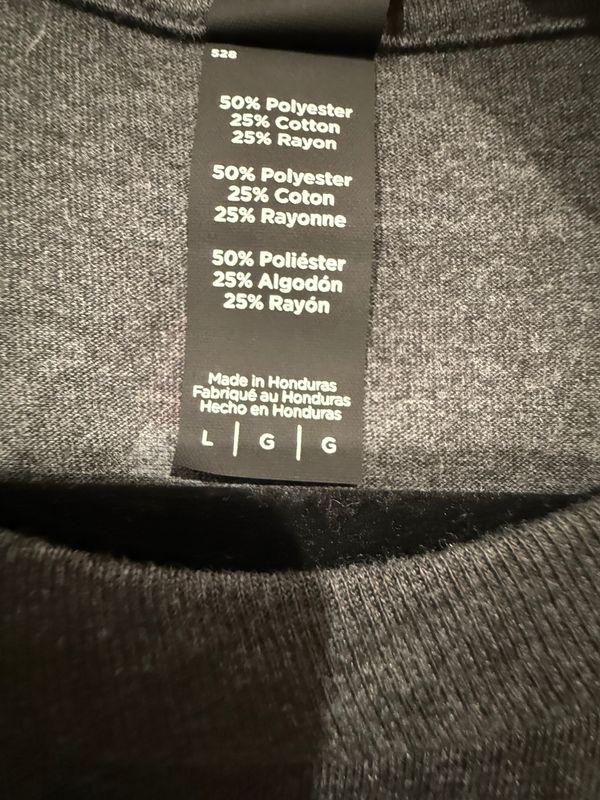 S28
50% Polyester
25% Cotton
25% Rayon
50% Polyester
25% Coton
25% Rayonne
50% Poliéster
25% Algodón
25% Rayón
Made in Honduras
Fabriqué au Honduras
Hecho en Honduras
L | G | G